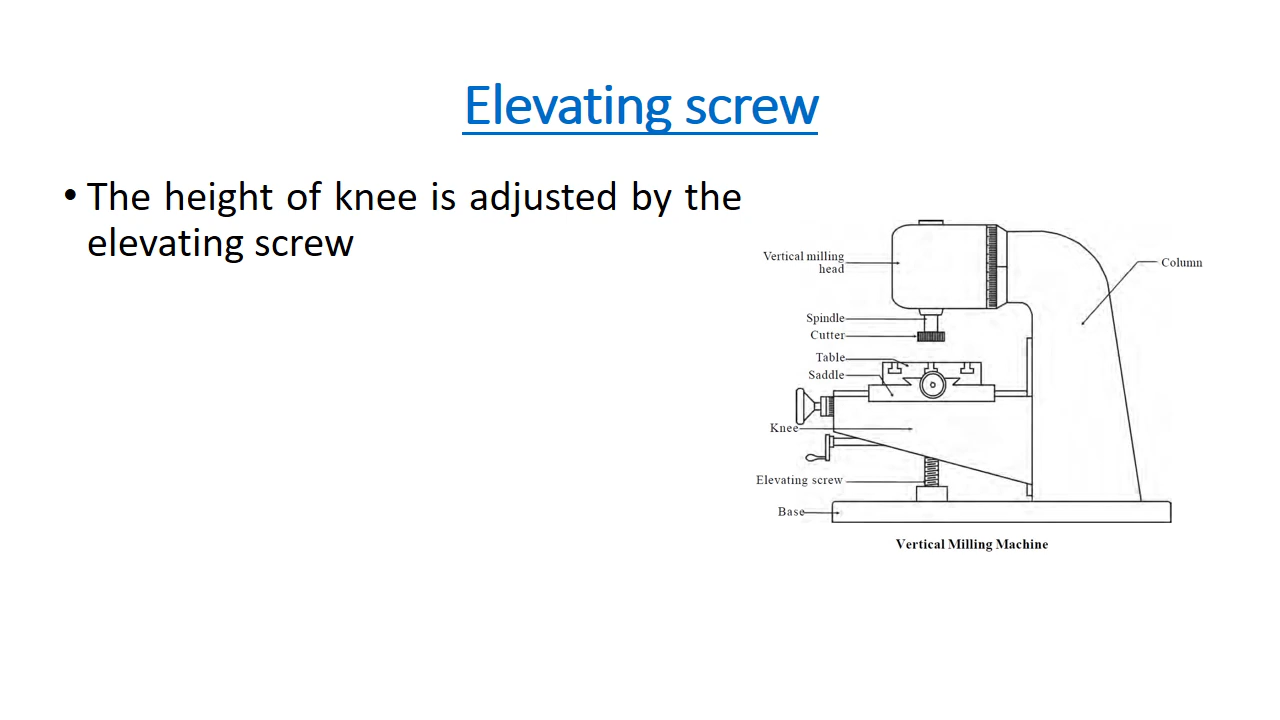 Elevating screw
• The height of knee is adjusted by the
elevating screw
Vertical milling
head
Column
Spindle
Cutter
Table
Saddle
Knee
Elevating screw
Base
Vertical Milling Machine